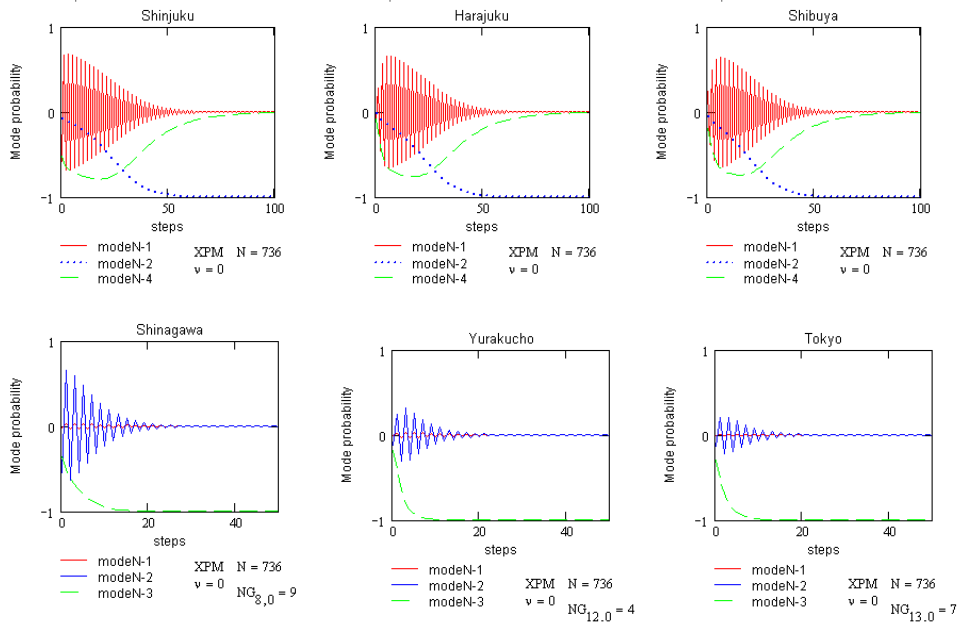 Shinjuku
1
0
−1
0
50
100
Mode probability
steps
modeN-1
modeN-2
modeN-4
XPM N = 736
ν = 0
Harajuku
1
0
−1
0
50
100
Mode probability
steps
modeN-1
modeN-2
modeN-4
XPM N = 736
ν = 0
Shibuya
1
0
−1
0
50
100
Mode probability
steps
modeN-1
modeN-2
modeN-4
XPM N = 736
ν = 0
Shinagawa
1
0
−1
0
20
40
Mode probability
steps
modeN-1
modeN-2
modeN-3
XPM N = 736
ν = 0
NG8,0 = 9
Yurakucho
1
0
−1
0
20
40
Mode probability
steps
modeN-1
modeN-2
modeN-3
XPM N = 736
ν = 0
NG12.0 = 4
Tokyo
1
0
−1
0
20
40
Mode probability
steps
modeN-1
modeN-2
modeN-3
XPM N = 736
ν = 0
NG13.0 = 7